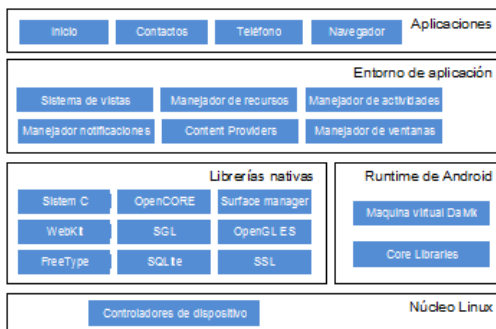 Aplicaciones
Inicio Contactos Teléfono Navegador
Entorno de aplicación
Sistema de vistas Manejador de recursos Manejador de actividades
Manejador notificaciones Content Providers Manejador de ventanas
Librerías nativas
Sistem C OpenCORE Surface manager
WebKit SGL OpenGL ES
FreeType SQLite SSL
Runtime de Android
Maquina virtual Dalvik
Core Libraries
Núcleo Linux
Controladores de dispositivo